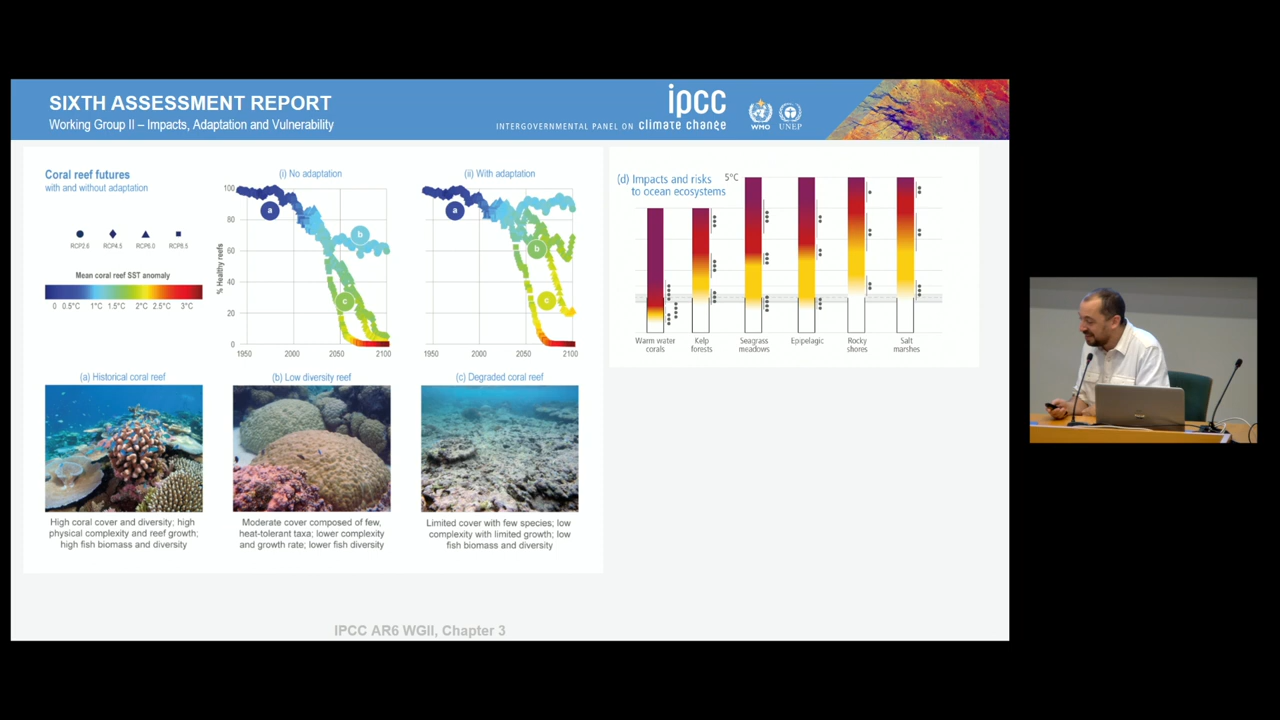 SIXTH ASSESSMENT REPORT
Working Group II – Impacts, Adaptation and Vulnerability
ipcc
INTERGOVERNMENTAL PANEL ON climate change
WMO
UNEP
Coral reef futures
with and without adaptation
RCP2.6 RCP4.5 RCP6.0 RCP8.5
Mean coral reef SST anomaly
0 0.5°C 1°C 1.5°C 2°C 2.5°C 3°C
(i) No adaptation
% Healthy reefs
100
80
60
40
20
0
a
b
c
1950 2000 2050 2100
(ii) With adaptation
a
b
c
1950 2000 2050 2100
(a) Historical coral reef
High coral cover and diversity; high
physical complexity and reef growth;
high fish biomass and diversity
(b) Low diversity reef
Moderate cover composed of few,
heat-tolerant taxa; lower complexity
and growth rate; lower fish diversity
(c) Degraded coral reef
Limited cover with few species; low
complexity with limited growth; low
fish biomass and diversity
(d) Impacts and risks
to ocean ecosystems
5°C
Warm water
corals
Kelp
forests
Seagrass
meadows
Epipelagic
Rocky
shores
Salt
marshes
IPCC AR6 WGII, Chapter 3